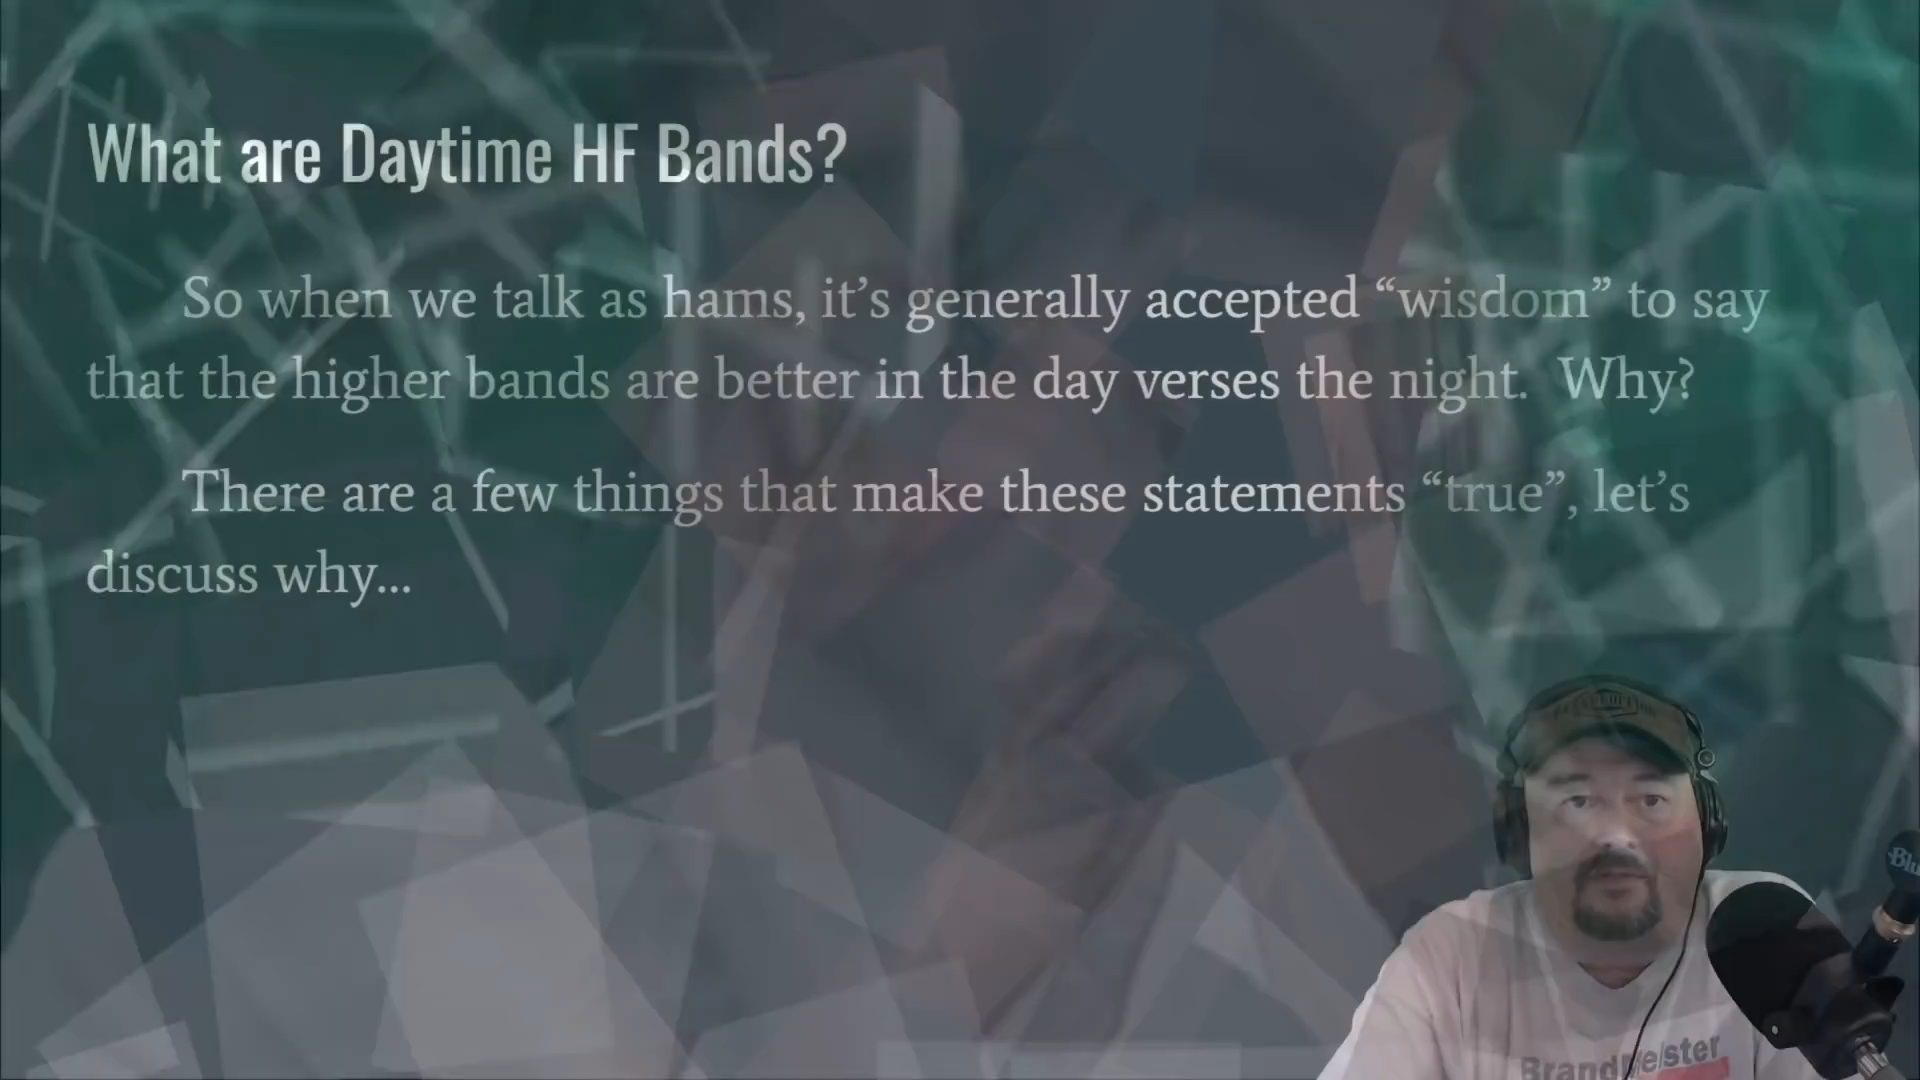 What are Daytime HF Bands?
So when we talk as hams, it’s generally accepted “wisdom” to say
that the higher bands are better in the day verses the night.  Why?
There are a few things that make these statements “true”, let’s
discuss why...
Blu
BrandMeister